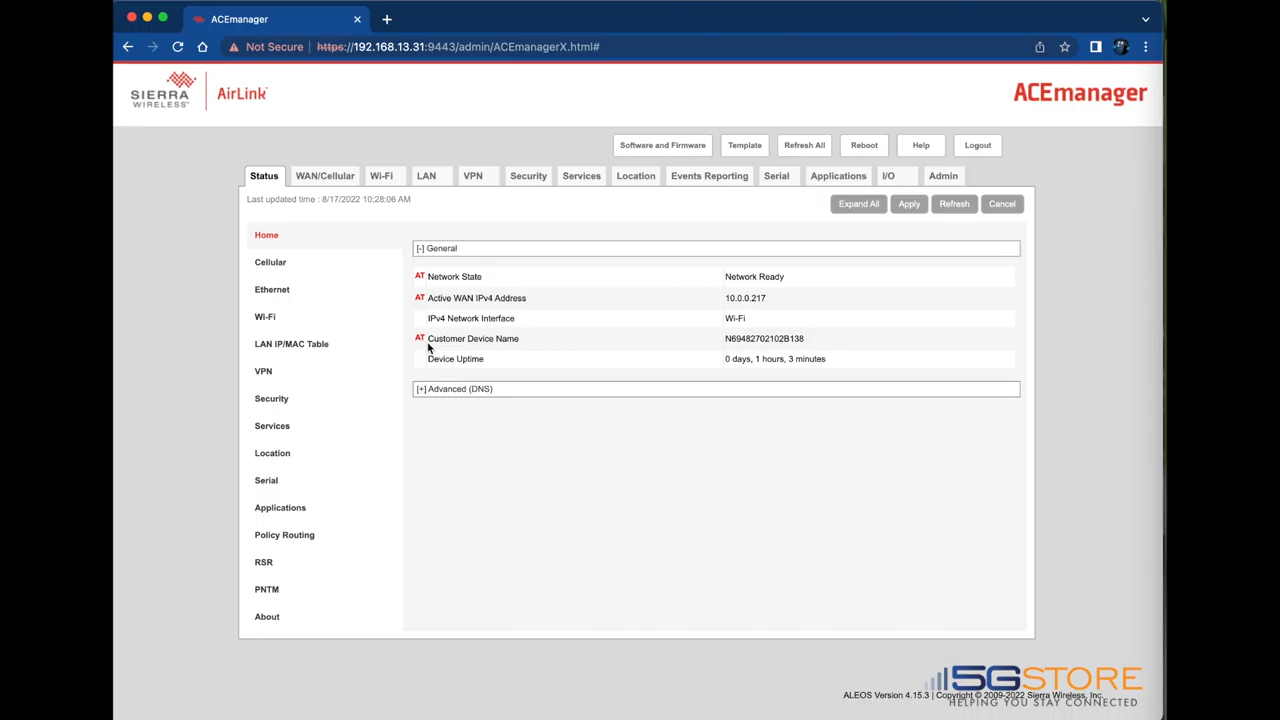 ACEmanager
Not Secure https://192.168.13.31:9443/admin/ACEmanagerX.html#
SIERRA WIRELESS AirLink ACEmanager
Software and Firmware Template Refresh All Reboot Help Logout
Status WAN/Cellular Wi-Fi LAN VPN Security Services Location Events Reporting Serial Applications I/O Admin
Last updated time : 8/17/2022 10:28:06 AM Expand All Apply Refresh Cancel
Home
Cellular
Ethernet
Wi-Fi
LAN IP/MAC Table
VPN
Security
Services
Location
Serial
Applications
Policy Routing
RSR
PNTM
About
[-] General
AT Network State Network Ready
AT Active WAN IPv4 Address 10.0.0.217
IPv4 Network Interface Wi-Fi
AT Customer Device Name N69482702102B138
Device Uptime 0 days, 1 hours, 3 minutes
[+] Advanced (DNS)
5GSTORE
ALEOS Version 4.15.3 | Copyright © 2009-2022 Sierra Wireless, Inc.
HELPING YOU STAY CONNECTED